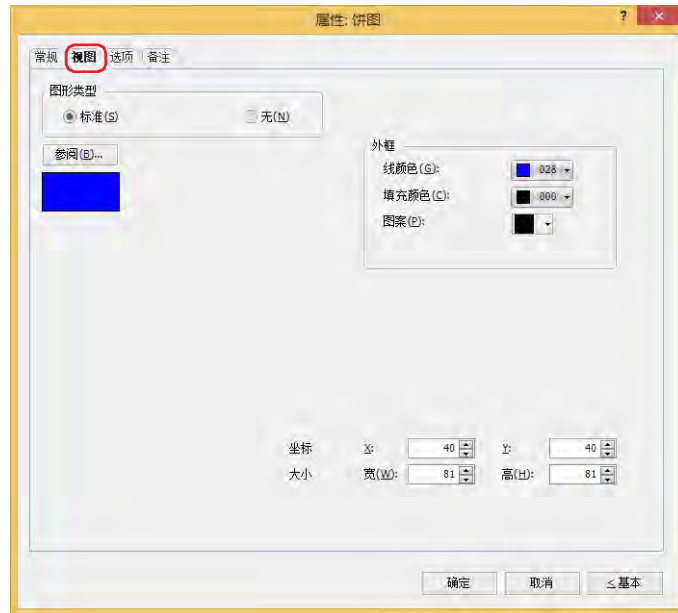 属性: 饼图
?
×
常规 视图 选项 备注
图形类型
标准(S) 无(N)
参阅(B)...
外框
线颜色(G): 028
填充颜色(C): 000
图案(P):
坐标 X: 40 Y: 40
大小 宽(W): 81 高(H): 81
确定 取消 <基本